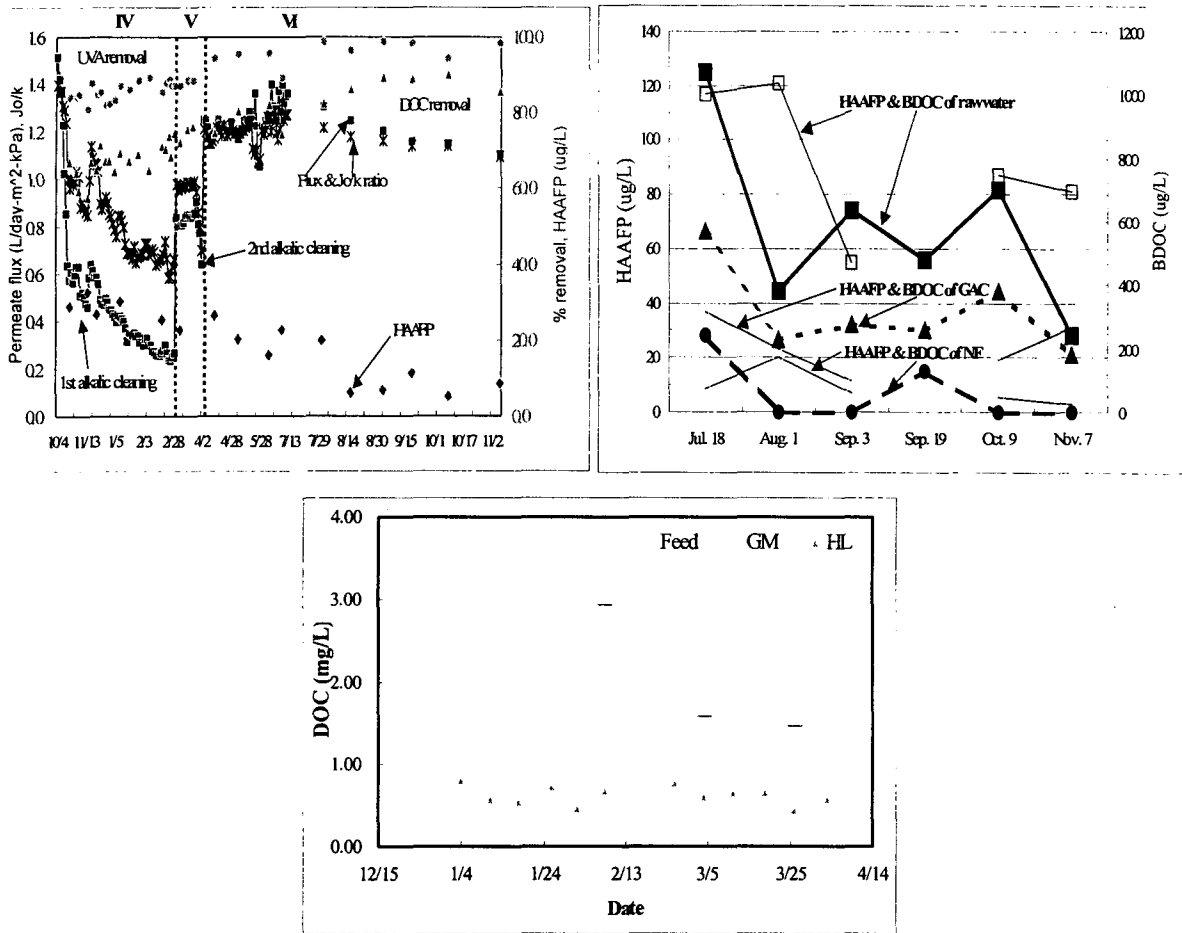 IV V VI
1.6
1.4
1.2
1.0
0.8
0.6
0.4
0.2
0.0
Permeate flux (L/day-m^2-kPa), Jo/k
100.0
80.0
60.0
40.0
20.0
0.0
% removal, HAAFP (ug/L)
UVA removal
DOC removal
Flux & Jo/k ratio
2nd alkalic cleaning
HAAFP
1st alkalic cleaning
10/4 11/13 1/5 2/3 2/28 4/2 4/28 5/28 7/13 7/29 8/14 8/30 9/15 10/1 10/17 11/2
140
120
100
80
60
40
20
0
HAAFP (ug/L)
1200
1000
800
600
400
200
0
BDOC (ug/L)
HAAFP & BDOC of raw water
HAAFP & BDOC of GAC
HAAFP & BDOC of NF
Jul. 18 Aug. 1 Sep. 3 Sep. 19 Oct. 9 Nov. 7
4.00
3.00
2.00
1.00
0.00
DOC (mg/L)
Feed GM HL
12/15 1/4 1/24 2/13 3/5 3/25 4/14
Date